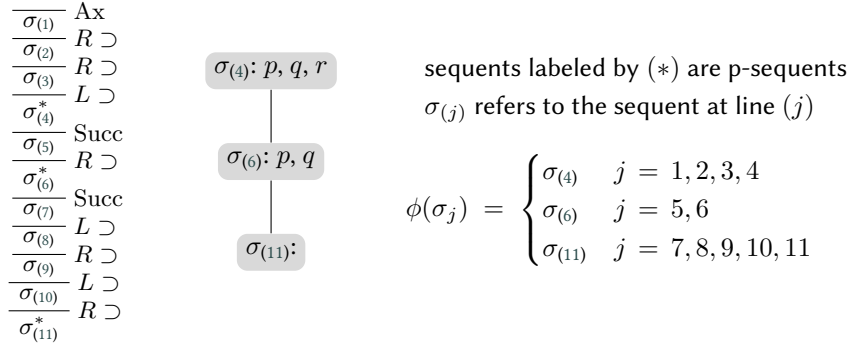 Ax
σ(1)
R ⊃
σ(2)
R ⊃
σ(3)
L ⊃
σ*(4)
Succ
σ(5)
R ⊃
σ*(6)
Succ
σ(7)
L ⊃
σ(8)
R ⊃
σ(9)
L ⊃
σ(10)
R ⊃
σ*(11)
σ(4): p, q, r
σ(6): p, q
σ(11):
sequents labeled by (∗) are p-sequents
σ(j) refers to the sequent at line (j)
ϕ(σj) = { σ(4) j = 1, 2, 3, 4
σ(6) j = 5, 6
σ(11) j = 7, 8, 9, 10, 11